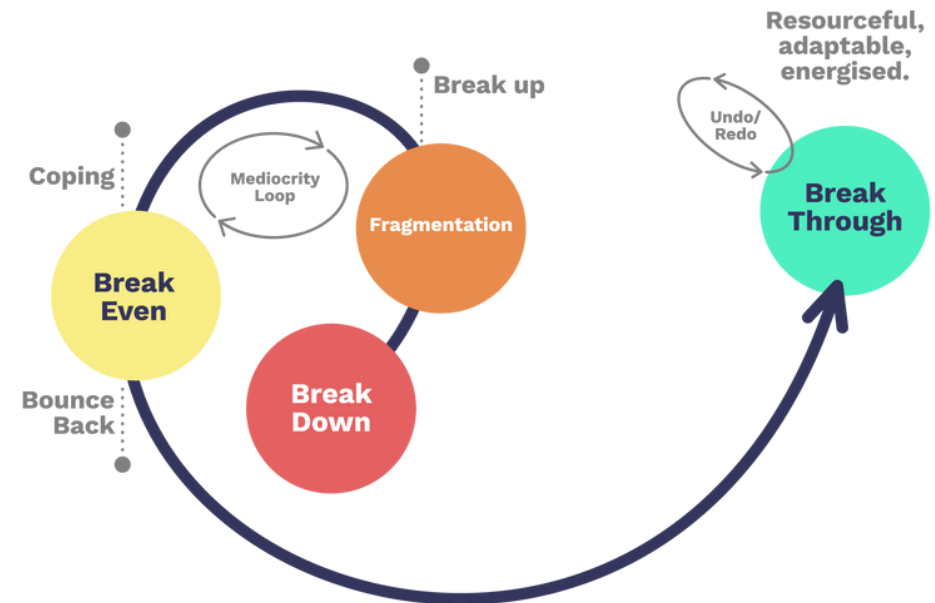 Resourceful,
adaptable,
energised.
Break up
Undo/
Redo
Coping
Mediocrity
Loop
Break
Through
Fragmentation
Break
Even
Break
Down
Bounce
Back